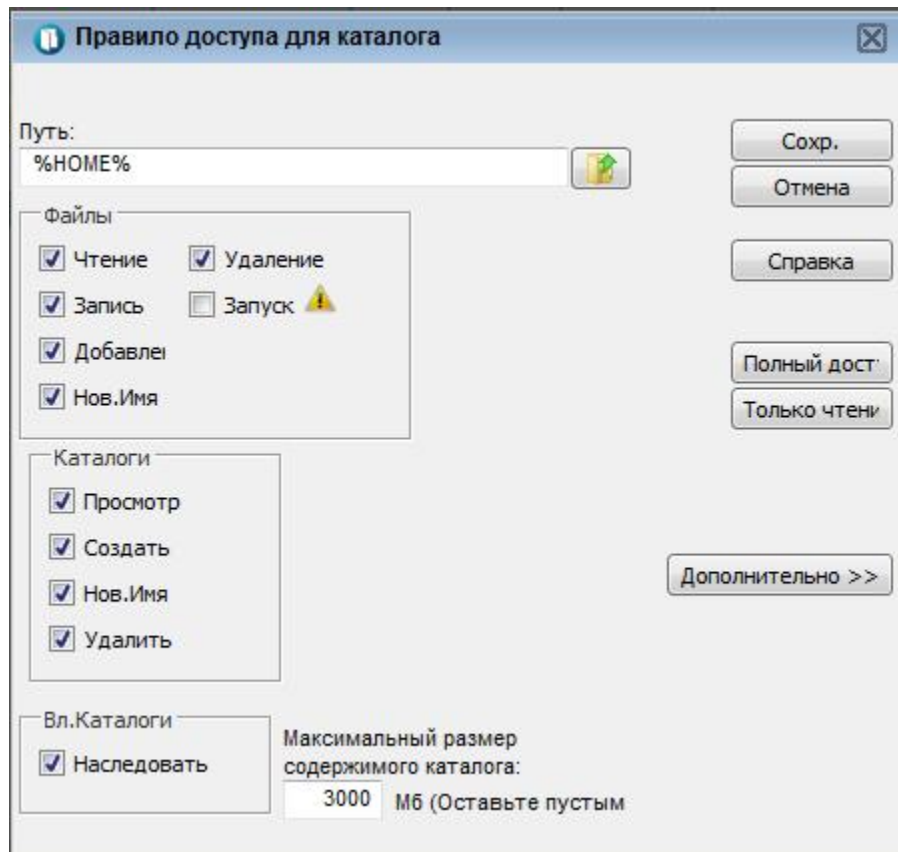 Правило доступа для каталога
Путь:
%HOME%
Сохр.
Отмена
Справка
Полный дост
Только чтени
Дополнительно >>
Файлы
Чтение
Удаление
Запись
Запуск
Добавлен
Нов.Имя
Каталоги
Просмотр
Создать
Нов.Имя
Удалить
Вл.Каталоги
Наследовать
Максимальный размер
содержимого каталога:
3000 Мб (Оставьте пустым